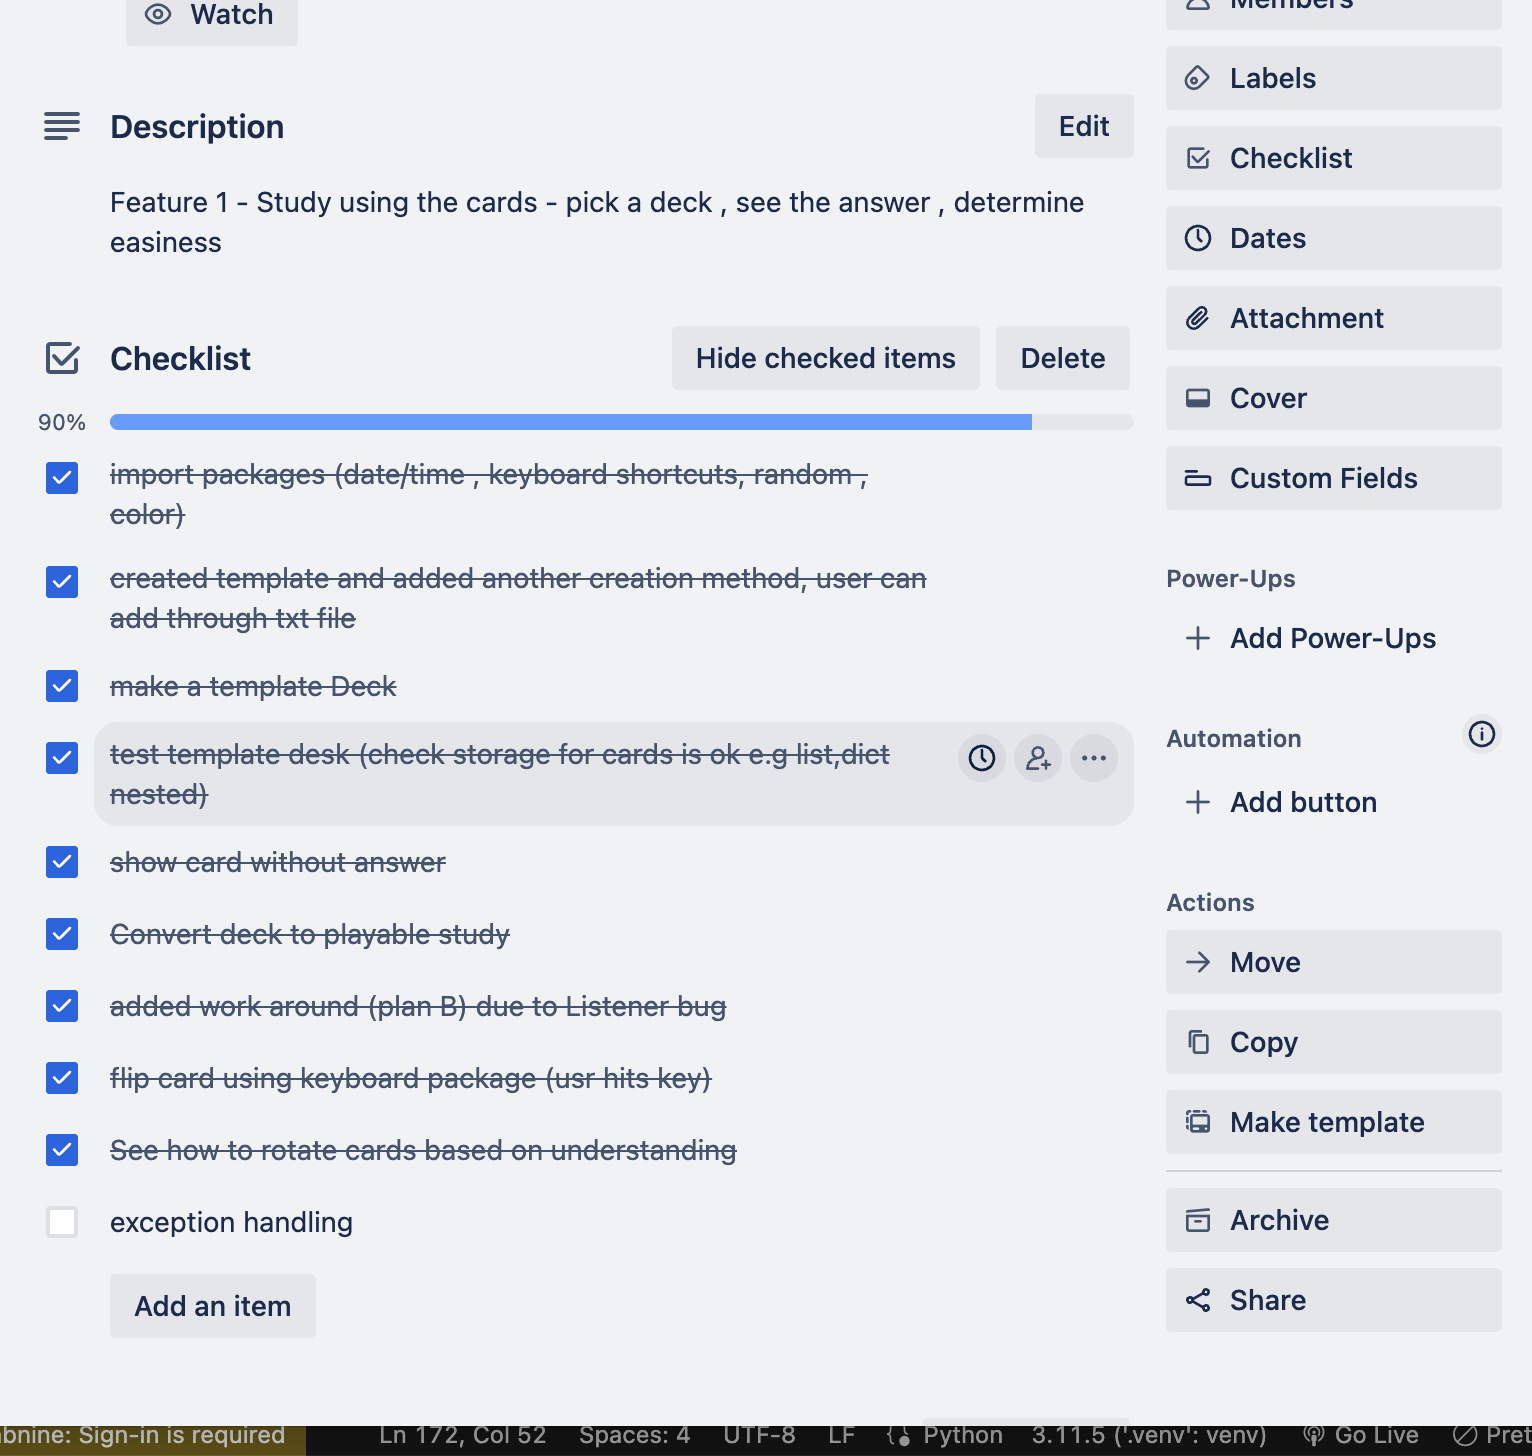 Watch
Description
Edit
Feature 1 - Study using the cards - pick a deck , see the answer , determine
easiness
Checklist
Hide checked items
Delete
90%
import packages (date/time , keyboard shortcuts, random ,
color)
created template and added another creation method, user can
add through txt file
make a template Deck
test template desk (check storage for cards is ok e.g list,dict
nested)
show card without answer
Convert deck to playable study
added work around (plan B) due to Listener bug
flip card using keyboard package (usr hits key)
See how to rotate cards based on understanding
exception handling
Add an item
Members
Labels
Checklist
Dates
Attachment
Cover
Custom Fields
Power-Ups
Add Power-Ups
Automation
Add button
Actions
Move
Copy
Make template
Archive
Share
bnine: Sign-in is required
Ln 172, Col 52
Spaces: 4
UTF-8
LF
Python
3.11.5 ('.venv': venv)
Go Live
Pret